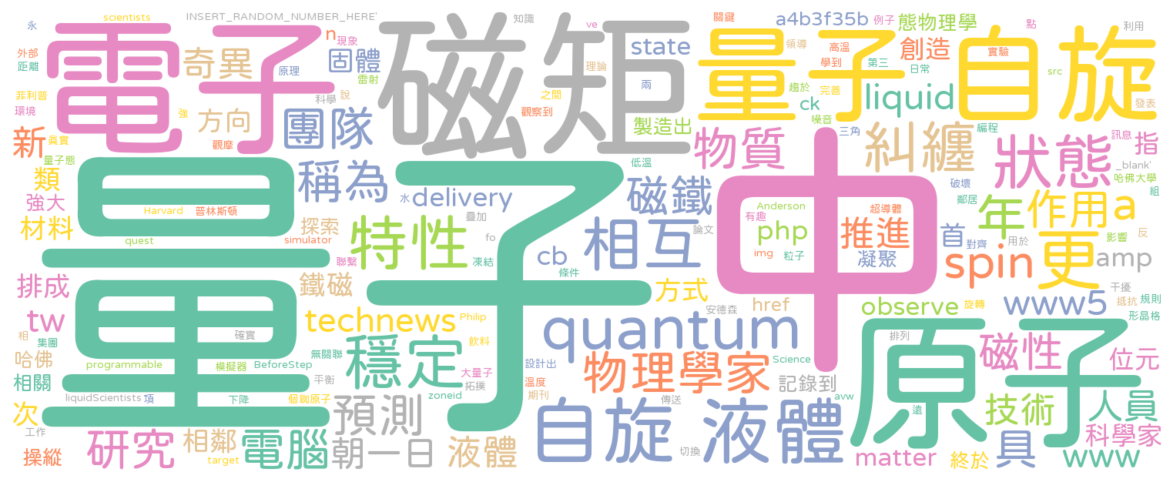 永
scientists
INSERT_RANDOM_NUMBER_HERE'
知識
ve
關鍵
a4b3f35b
態物理學
例子
點
利用
外部
距離
電子
奇異
n
現象
固體
原理
雷射
磁矩
理論
state
兩
量子
領導
高溫
學到
創造
第三
日常
實驗
自旋
src
菲利普
環境
強
方向
科學
說
團隊
之間
觀察到
製造出
趨於
完善
ck
噪音
liquid
編程
發表
新
真實
量子態
觀摩
類
強大
材料
稱為
低溫
物質
三角
糾纏
狀態
訊息
指
_blank'
哈佛大學
組
量子
Harvard
普林斯頓
探索
水
delivery
疊加
磁鐵
Anderson
有趣
php
論文
img
粒子
中
超導體
推進
凝聚
破壞
鄰居
首
對齊
年
用於
作用
影響
a
反
quest
simulator
特性
fo
聯繫
凍結
條件
cb
相互
spin
更
amp
干擾
抵抗
規則
形晶格
排成
鐵磁
方式
安德森
href
observe
旋轉
www5
tw
集團
相
確實
technews
Philip
飲料
quantum
排列
原子
磁性
位元
哈佛
相關
programmable
模擬器
BeforeStep
無關聯
穩定
大量子
拓撲
設計出
溫度
期刊
物理學家
Science
記錄到
avw
遠
liquidScientists
項
下降
平衡
個銣原子
zoneid
次
工作
操縱
研究
相鄰
target
電腦
預測
朝一日
液體
自旋 液體
傳送
切換
matter
終於
具
技術
人員
科學家
www